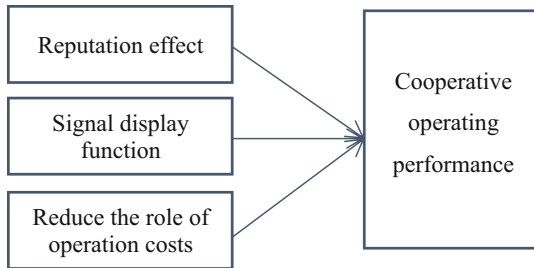 Reputation effect
Signal display
function
Reduce the role of
operation costs
Cooperative
operating
performance